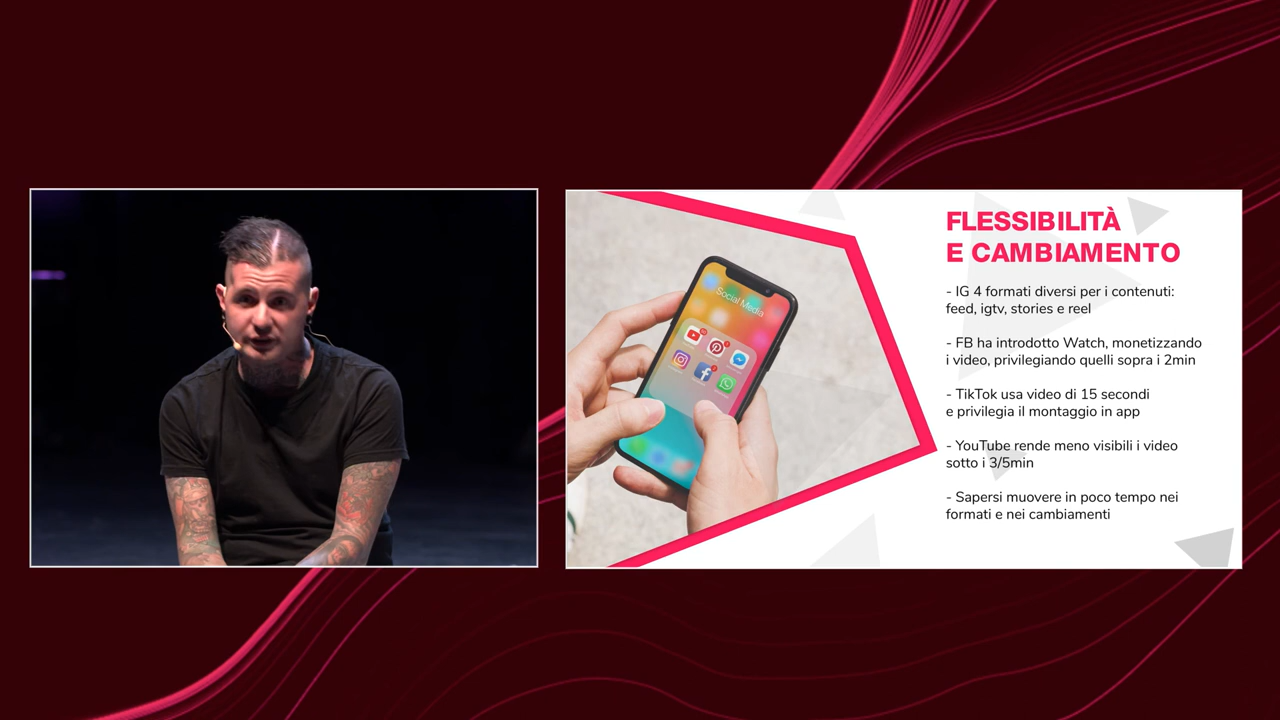 FLESSIBILITÀ
E CAMBIAMENTO
- IG 4 formati diversi per i contenuti:
feed, igtv, stories e reel
- FB ha introdotto Watch, monetizzando
i video, privilegiando quelli sopra i 2min
- TikTok usa video di 15 secondi
e privilegia il montaggio in app
- YouTube rende meno visibili i video
sotto i 3/5min
- Sapersi muovere in poco tempo nei
formati e nei cambiamenti
Social Media